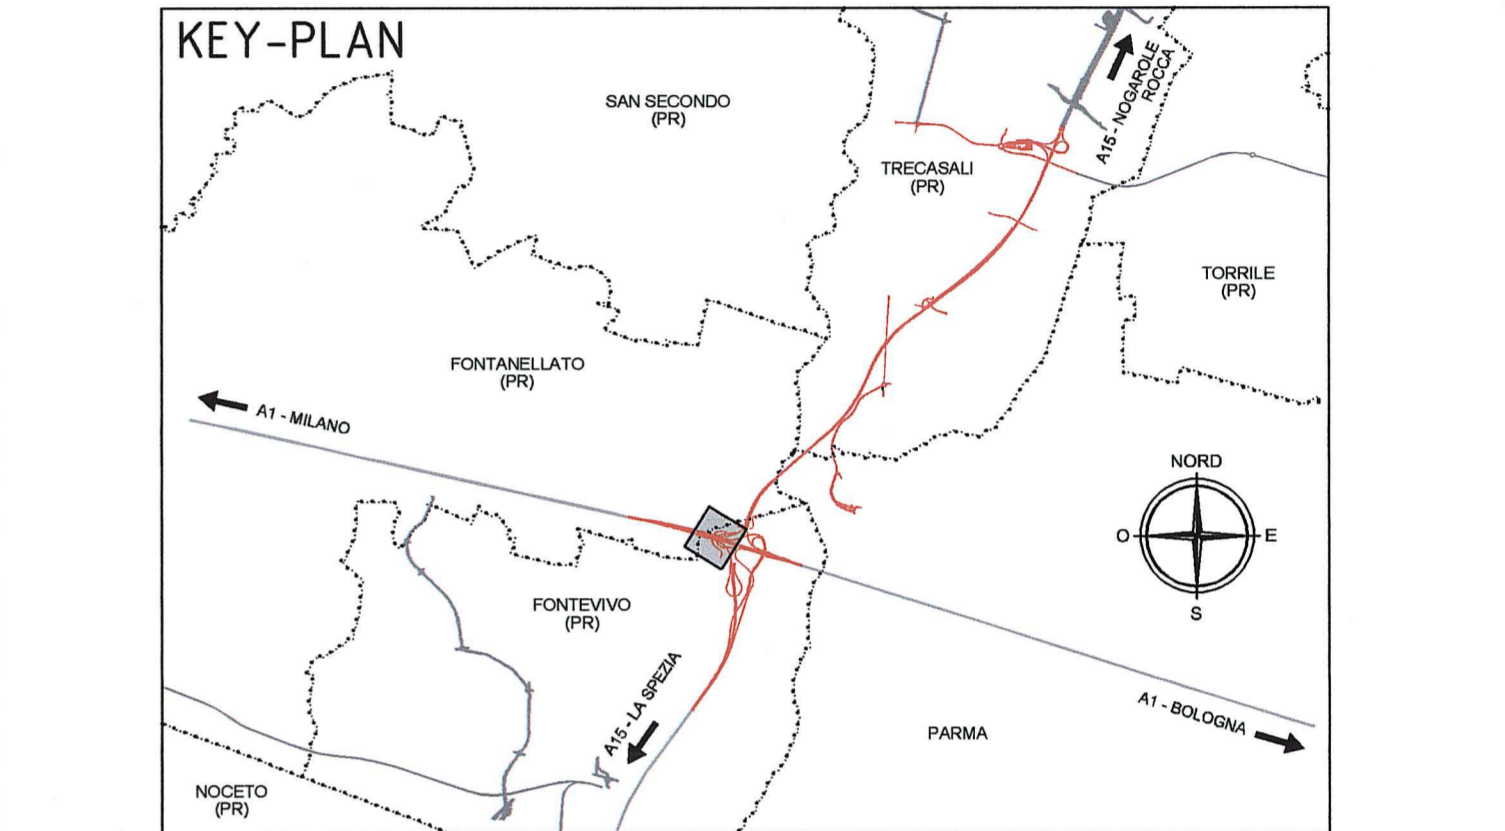 KEY-PLAN
SAN SECONDO
(PR)
A15 - NOGAROLE
ROCCA
TRECASALI
(PR)
TORRILE
(PR)
FONTANELLATO
(PR)
A1 - MILANO
NORD
O
E
S
FONTEVIVO
(PR)
A15 - LA SPEZIA
A1 - BOLOGNA
PARMA
NOCETO
(PR)